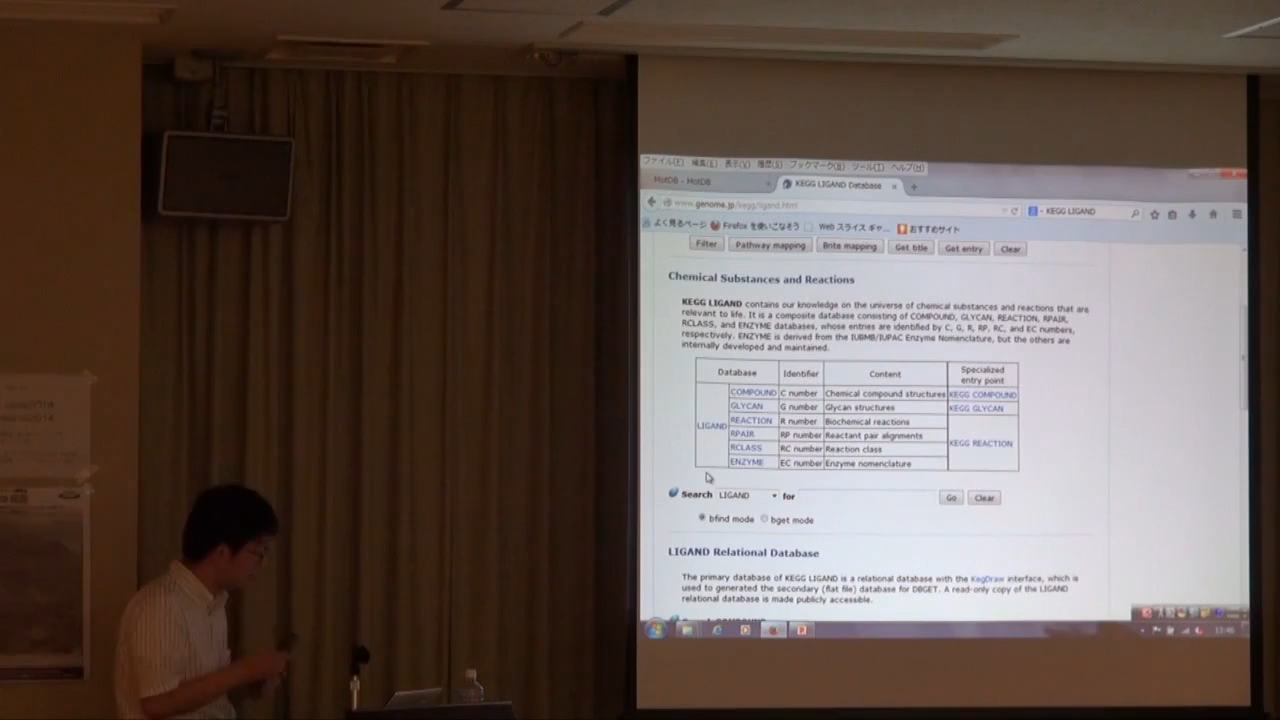 ファイル(F) 編集(E) 表示(V) 履歴(S) ブックマーク(B) ツール(T) ヘルプ(H)
MotDB - MotDB × KEGG LIGAND Database × +
www.genome.jp/kegg/ligand.html KEGG LIGAND
よく見るページ Firefox を使いこなそう Web スライス ギャ... おすすめサイト
Filter Pathway mapping Brite mapping Get title Get entry Clear
Chemical Substances and Reactions
KEGG LIGAND contains our knowledge on the universe of chemical substances and reactions that are
relevant to life. It is a composite database consisting of COMPOUND, GLYCAN, REACTION, RPAIR,
RCLASS, and ENZYME databases, whose entries are identified by C, G, R, RP, RC, and EC numbers,
respectively. ENZYME is derived from the IUBMB/IUPAC Enzyme Nomenclature, but the others are
internally developed and maintained.
Database Identifier Content Specialized entry point
LIGAND COMPOUND C number Chemical compound structures KEGG COMPOUND
GLYCAN G number Glycan structures KEGG GLYCAN
REACTION R number Biochemical reactions
RPAIR RP number Reactant pair alignments KEGG REACTION
RCLASS RC number Reaction class
ENZYME EC number Enzyme nomenclature
Search LIGAND for Go Clear
bfind mode bget mode
LIGAND Relational Database
The primary database of KEGG LIGAND is a relational database with the KegDraw interface, which is
used to generated the secondary (flat file) database for DBGET. A read-only copy of the LIGAND
relational database is made publicly accessible.